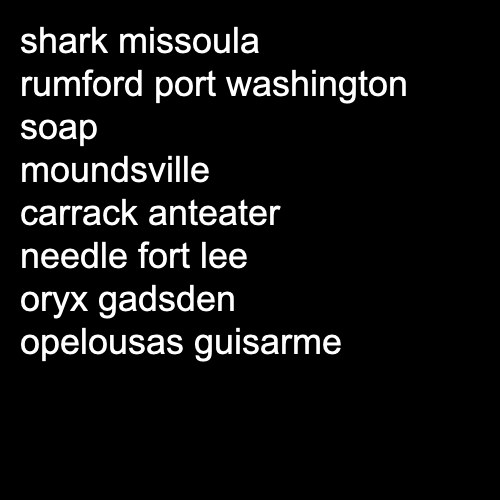 shark missoula
rumford port washington
soap
moundsville
carrack anteater
needle fort lee
oryx gadsden
opelousas guisarme